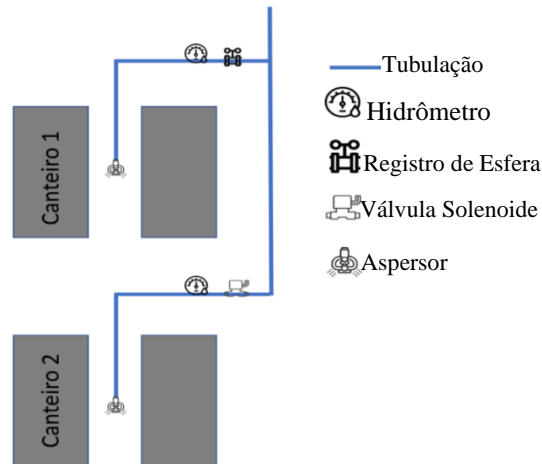 Canteiro 1
Canteiro 2
Tubulação
Hidrômetro
Registro de Esfera
Válvula Solenoide
Aspersor